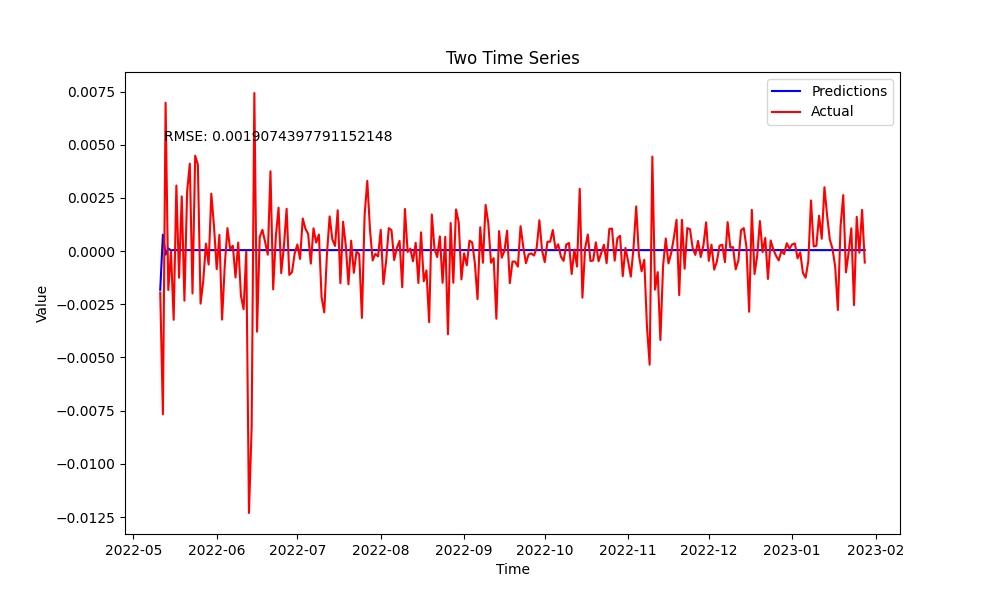 Two Time Series
Predictions
Actual
RMSE: 0.0019074397791152148
Value
0.0075
0.0050
0.0025
0.0000
−0.0025
−0.0050
−0.0075
−0.0100
−0.0125
2022-05 2022-06 2022-07 2022-08 2022-09 2022-10 2022-11 2022-12 2023-01 2023-02
Time